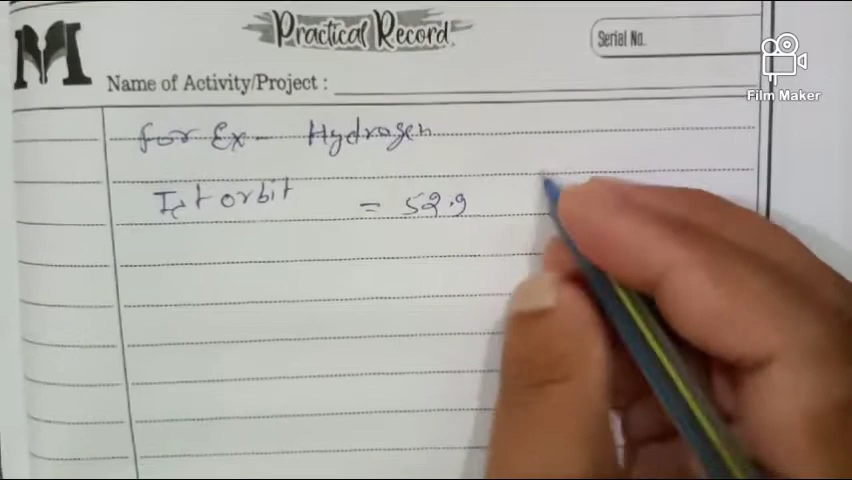 M
Practical Record
Serial No.
Film Maker
Name of Activity/Project :
for Ex- Hydrogen
Ist orbit = 52.9